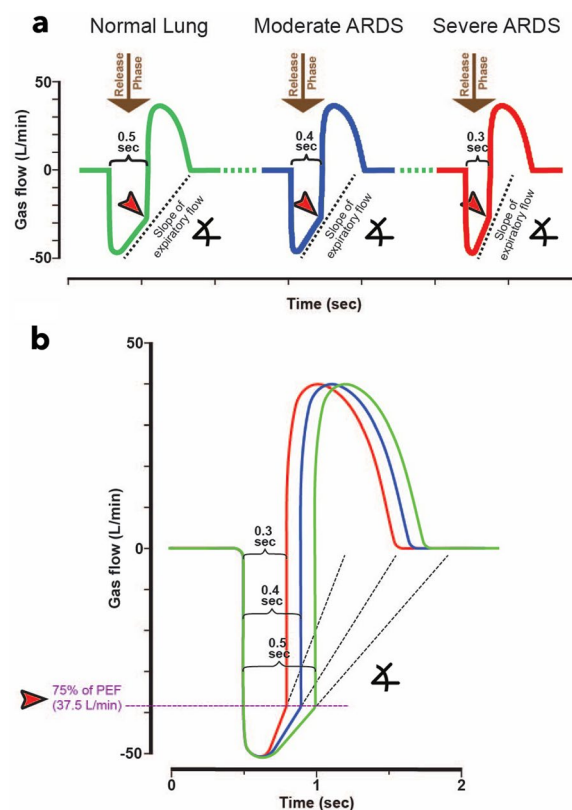 a
Normal Lung
Moderate ARDS
Severe ARDS
Release
Phase
Release
Phase
Release
Phase
Gas flow (L/min)
50
0
-50
0.5
sec
0.4
sec
0.3
sec
Slope of
expiratory flow
Slope of
expiratory flow
Slope of
expiratory flow
Time (sec)
b
Gas flow (L/min)
50
0
-50
0.3
sec
0.4
sec
0.5
sec
75% of PEF
(37.5 L/min)
0
1
2
Time (sec)